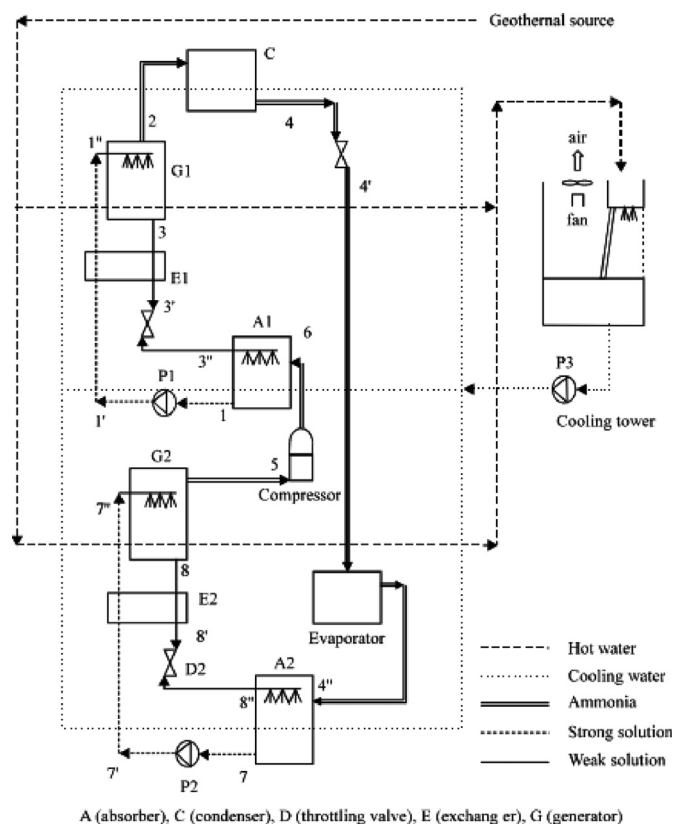 Geothernal source
C
2
4
air
1"
G1
4'
fan
3
E1
3'
A1
6
3"
P1
P3
1'
1
Cooling tower
G2
5
Compressor
7"
8
E2
Evaporator
8'
Hot water
D2
A2
4"
Cooling water
8"
Ammonia
Strong solution
7'
P2
7
Weak solution
A (absorber), C (condenser), D (throttling valve), E (exchang er), G (generator)